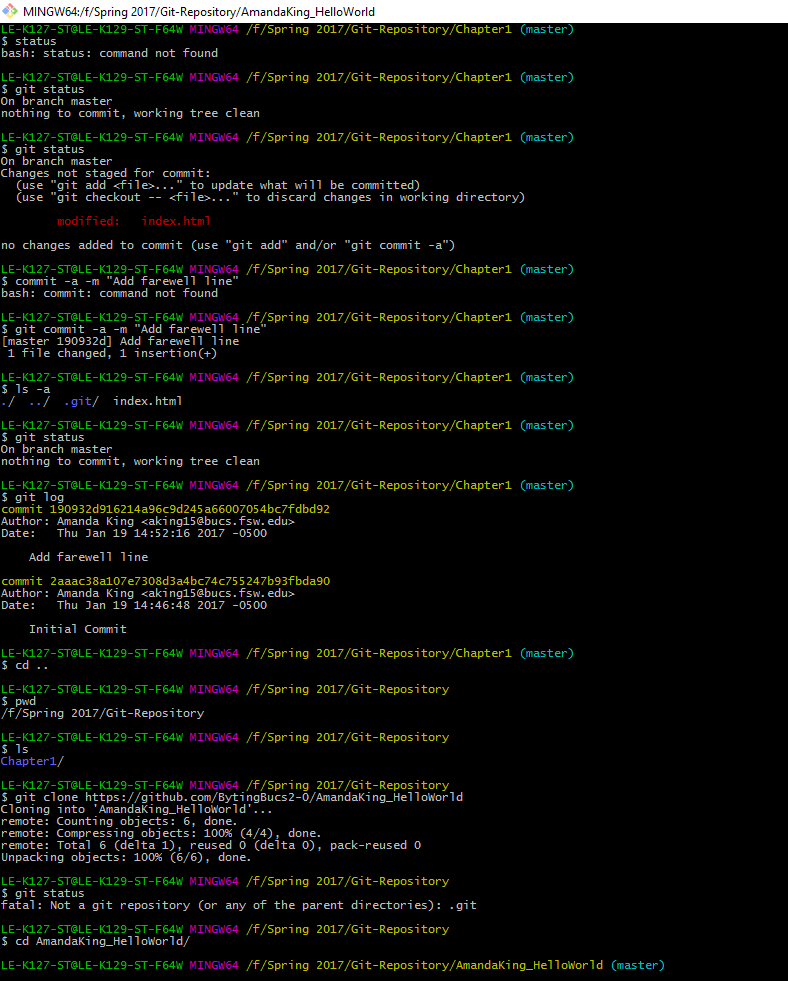 MINGW64:/f/Spring 2017/Git-Repository/AmandaKing_HelloWorld
LE-K127-ST@LE-K129-ST-F64W MINGW64 /f/Spring 2017/Git-Repository/Chapter1 (master)
$ status
bash: status: command not found
LE-K127-ST@LE-K129-ST-F64W MINGW64 /f/Spring 2017/Git-Repository/Chapter1 (master)
$ git status
On branch master
nothing to commit, working tree clean
LE-K127-ST@LE-K129-ST-F64W MINGW64 /f/Spring 2017/Git-Repository/Chapter1 (master)
$ git status
On branch master
Changes not staged for commit:
  (use "git add <file>..." to update what will be committed)
  (use "git checkout -- <file>..." to discard changes in working directory)
        modified:   index.html
no changes added to commit (use "git add" and/or "git commit -a")
LE-K127-ST@LE-K129-ST-F64W MINGW64 /f/Spring 2017/Git-Repository/Chapter1 (master)
$ commit -a -m "Add farewell line"
bash: commit: command not found
LE-K127-ST@LE-K129-ST-F64W MINGW64 /f/Spring 2017/Git-Repository/Chapter1 (master)
$ git commit -a -m "Add farewell line"
[master 190932d] Add farewell line
 1 file changed, 1 insertion(+)
LE-K127-ST@LE-K129-ST-F64W MINGW64 /f/Spring 2017/Git-Repository/Chapter1 (master)
$ ls -a
./  ../  .git/  index.html
LE-K127-ST@LE-K129-ST-F64W MINGW64 /f/Spring 2017/Git-Repository/Chapter1 (master)
$ git status
On branch master
nothing to commit, working tree clean
LE-K127-ST@LE-K129-ST-F64W MINGW64 /f/Spring 2017/Git-Repository/Chapter1 (master)
$ git log
commit 190932d916214a96c9d245a66007054bc7fdbd92
Author: Amanda King <aking15@bucs.fsw.edu>
Date:   Thu Jan 19 14:52:16 2017 -0500
    Add farewell line
commit 2aaac38a107e7308d3a4bc74c755247b93fbda90
Author: Amanda King <aking15@bucs.fsw.edu>
Date:   Thu Jan 19 14:46:48 2017 -0500
    Initial Commit
LE-K127-ST@LE-K129-ST-F64W MINGW64 /f/Spring 2017/Git-Repository/Chapter1 (master)
$ cd ..
LE-K127-ST@LE-K129-ST-F64W MINGW64 /f/Spring 2017/Git-Repository
$ pwd
/f/Spring 2017/Git-Repository
LE-K127-ST@LE-K129-ST-F64W MINGW64 /f/Spring 2017/Git-Repository
$ ls
Chapter1/
LE-K127-ST@LE-K129-ST-F64W MINGW64 /f/Spring 2017/Git-Repository
$ git clone https://github.com/BytingBucs2-0/AmandaKing_HelloWorld
Cloning into 'AmandaKing_HelloWorld'...
remote: Counting objects: 6, done.
remote: Compressing objects: 100% (4/4), done.
remote: Total 6 (delta 1), reused 0 (delta 0), pack-reused 0
Unpacking objects: 100% (6/6), done.
LE-K127-ST@LE-K129-ST-F64W MINGW64 /f/Spring 2017/Git-Repository
$ git status
fatal: Not a git repository (or any of the parent directories): .git
LE-K127-ST@LE-K129-ST-F64W MINGW64 /f/Spring 2017/Git-Repository
$ cd AmandaKing_HelloWorld/
LE-K127-ST@LE-K129-ST-F64W MINGW64 /f/Spring 2017/Git-Repository/AmandaKing_HelloWorld (master)